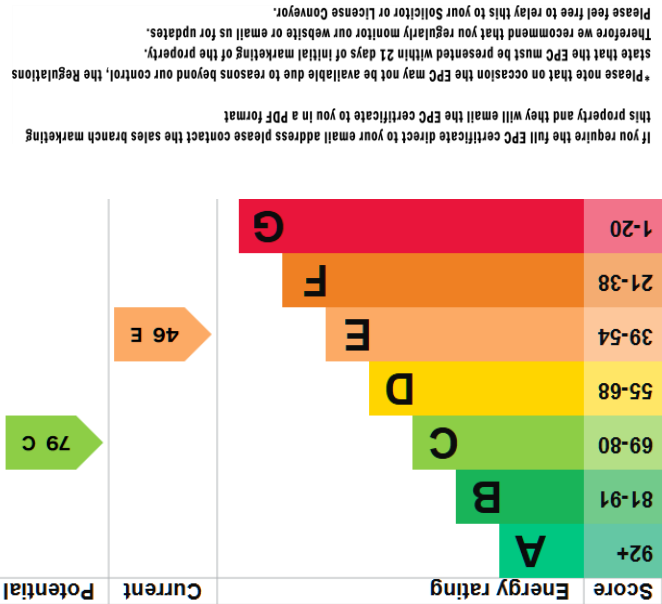 Score Energy rating Current Potential
92+ A
81-91 B
69-80 C 79 C
55-68 D
39-54 E 46 E
21-38 F
1-20 G
If you require the full EPC certificate direct to your email address please contact the sales branch marketing
this property and they will email the EPC certificate to you in a PDF format
*Please note that on occasion the EPC may not be available due to reasons beyond our control, the Regulations
state that the EPC must be presented within 21 days of initial marketing of the property.
Therefore we recommend that you regularly monitor our website or email us for updates.
Please feel free to relay this to your Solicitor or License Conveyor.